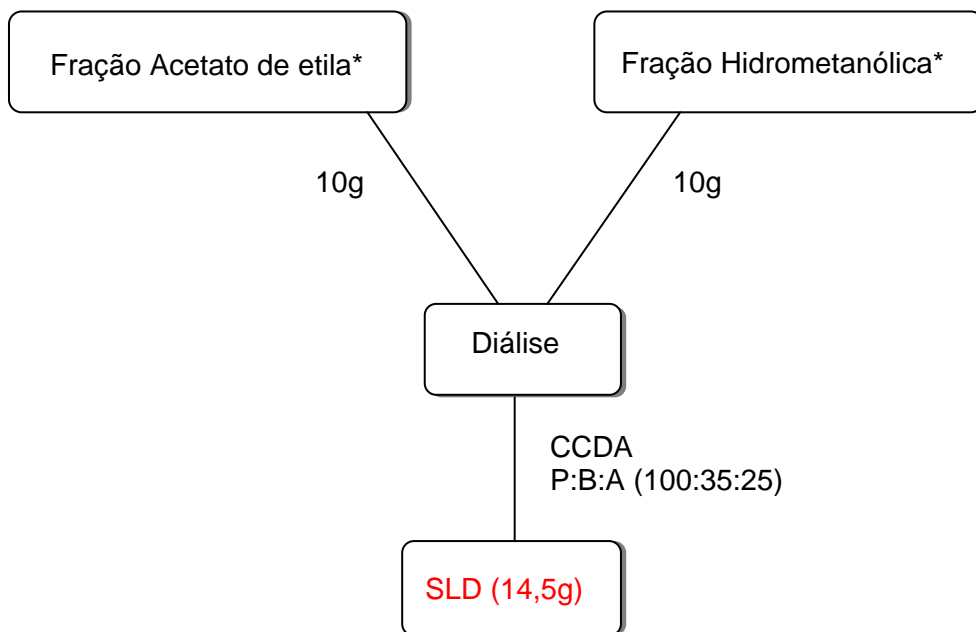 Fração Acetato de etila*
Fração Hidrometanólica*
10g
10g
Diálise
CCDA
P:B:A (100:35:25)
SLD (14,5g)